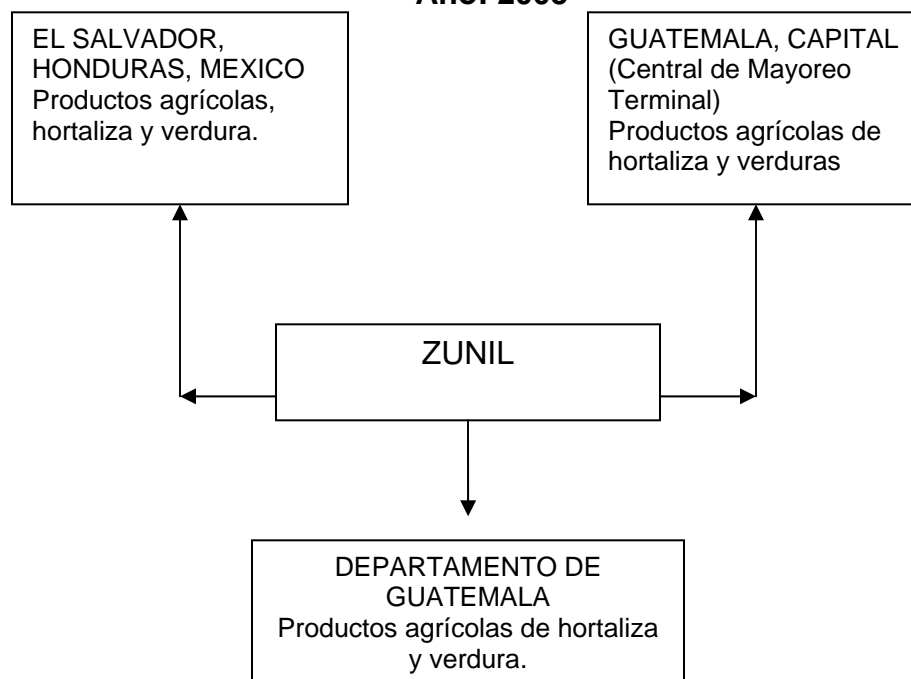 EL SALVADOR,
HONDURAS, MEXICO
Productos agrícolas,
hortaliza y verdura.
GUATEMALA, CAPITAL
(Central de Mayoreo
Terminal)
Productos agrícolas de
hortaliza y verduras
ZUNIL
DEPARTAMENTO DE
GUATEMALA
Productos agrícolas de hortaliza
y verdura.